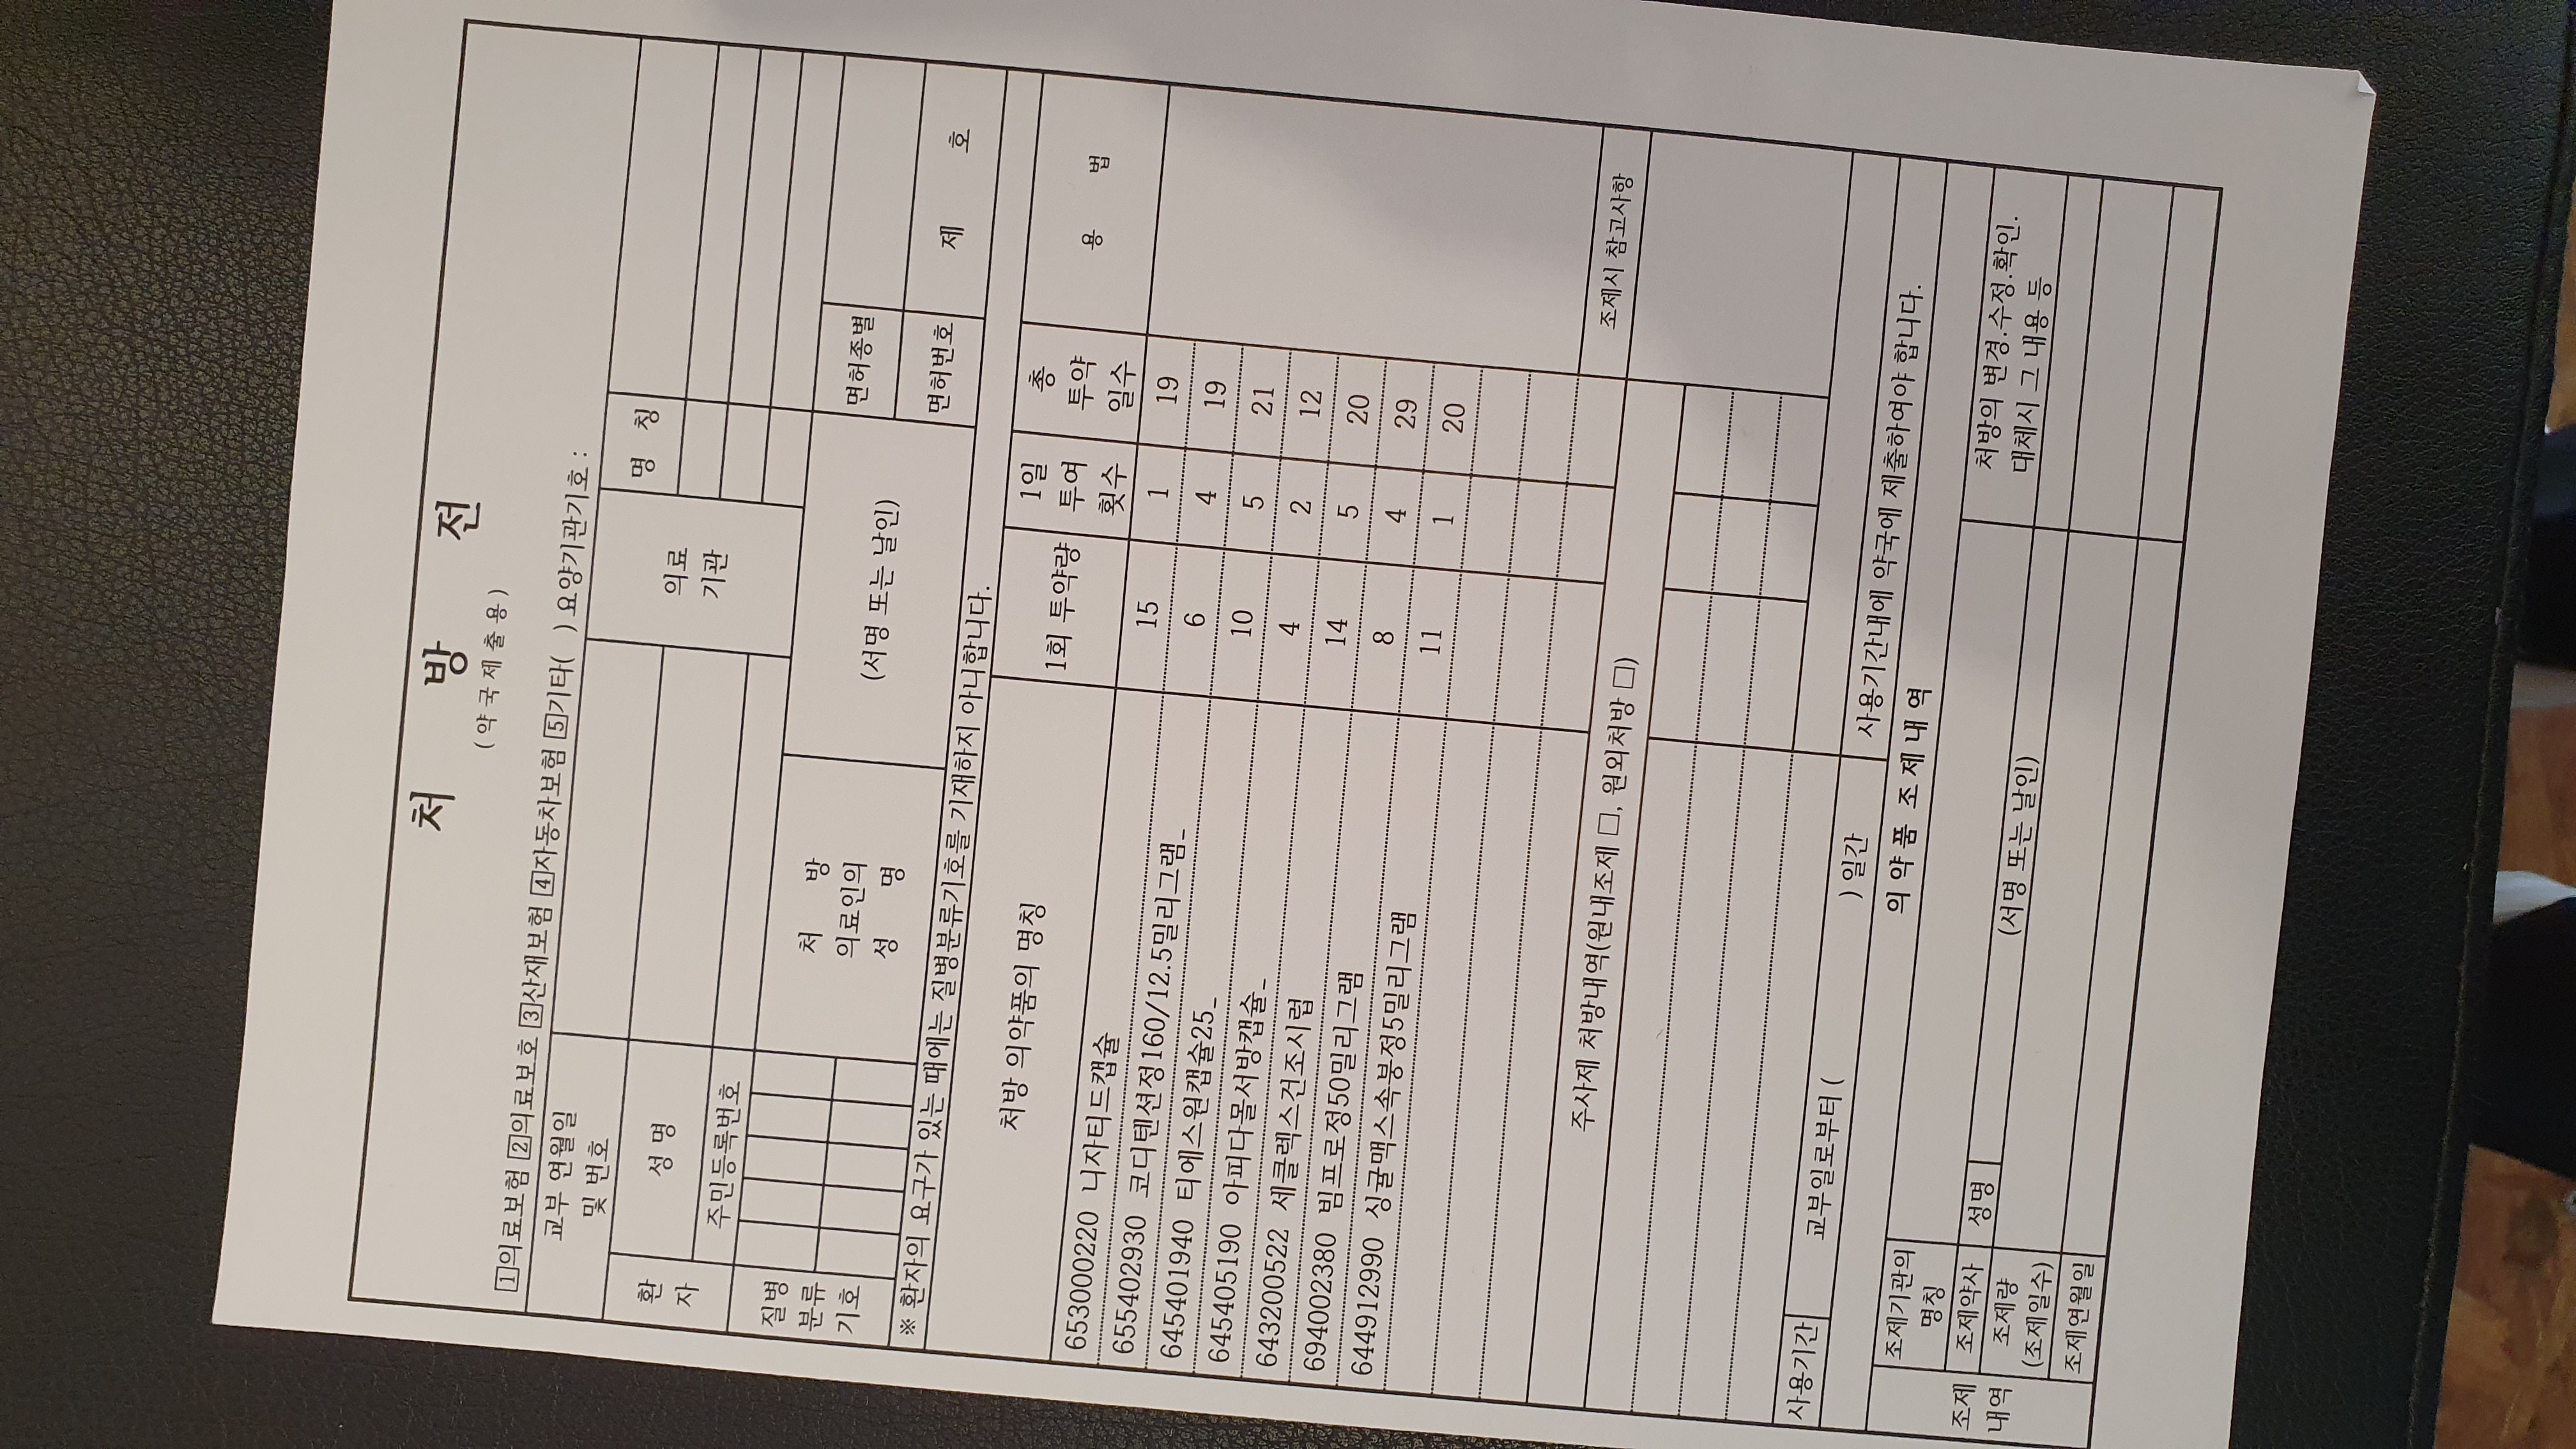 처 방 전
(약국제출용)
1의료보험 2의료보호 3산재보험 4자동차보험 5기타( ) 요양기관기호 :
교부 연월일
및 번호
환
자
성 명
주민등록번호
의료
기관
명 칭
질병
분류
기호
처 방
의료인의
성 명
(서명 또는 날인)
면허종별
면허번호
제 호
※ 환자의 요구가 있는 때에는 질병분류기호를 기재하지 아니합니다.
처방 의약품의 명칭
1회 투약량
1일
투여
횟수
총
투약
일수
용 법
653000220 니자티드캡슐 15 1 19
655402930 코디텐션정160/12.5밀리그램_ 6 4 19
645401940 티에스원캡슐25_ 10 5 21
645405190 아피다몰서방캡슐_ 4 2 12
643200522 세클렉스건조시럽 14 5 20
694002380 빔프로정50밀리그램 8 4 29
644912990 싱귤맥스속붕정5밀리그램 11 1 20
주사제 처방내역(원내조제 □, 원외처방 □)
조제시 참고사항
사용기간
교부일로부터 ( ) 일간
사용기간내에 약국에 제출하여야 합니다.
의 약 품 조 제 내 역
조제
내역
조제기관의
명칭
조제약사
성명
(서명 또는 날인)
조제량
(조제일수)
조제연월일
처방의 변경.수정.확인.
대체시 그 내용 등